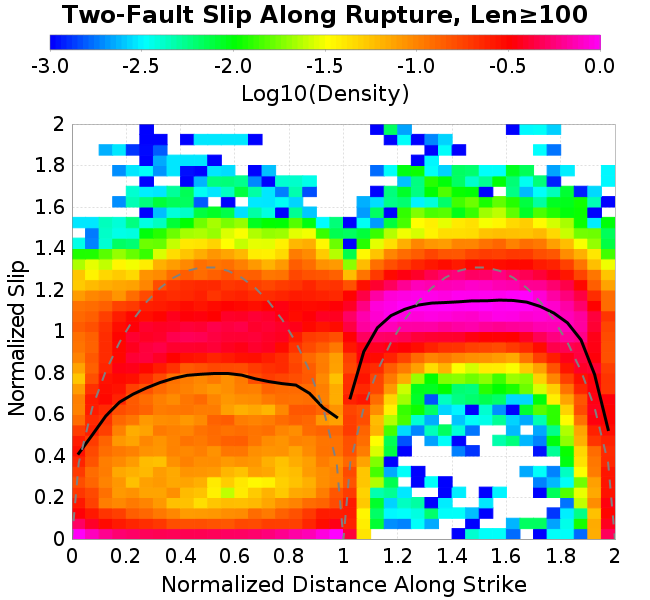 Two-Fault Slip Along Rupture, Len≥100
-3.0 -2.5 -2.0 -1.5 -1.0 -0.5 0.0
Log10(Density)
2
1.8
1.6
1.4
1.2
1
0.8
0.6
0.4
0.2
0
Normalized Slip
0 0.2 0.4 0.6 0.8 1 1.2 1.4 1.6 1.8 2
Normalized Distance Along Strike